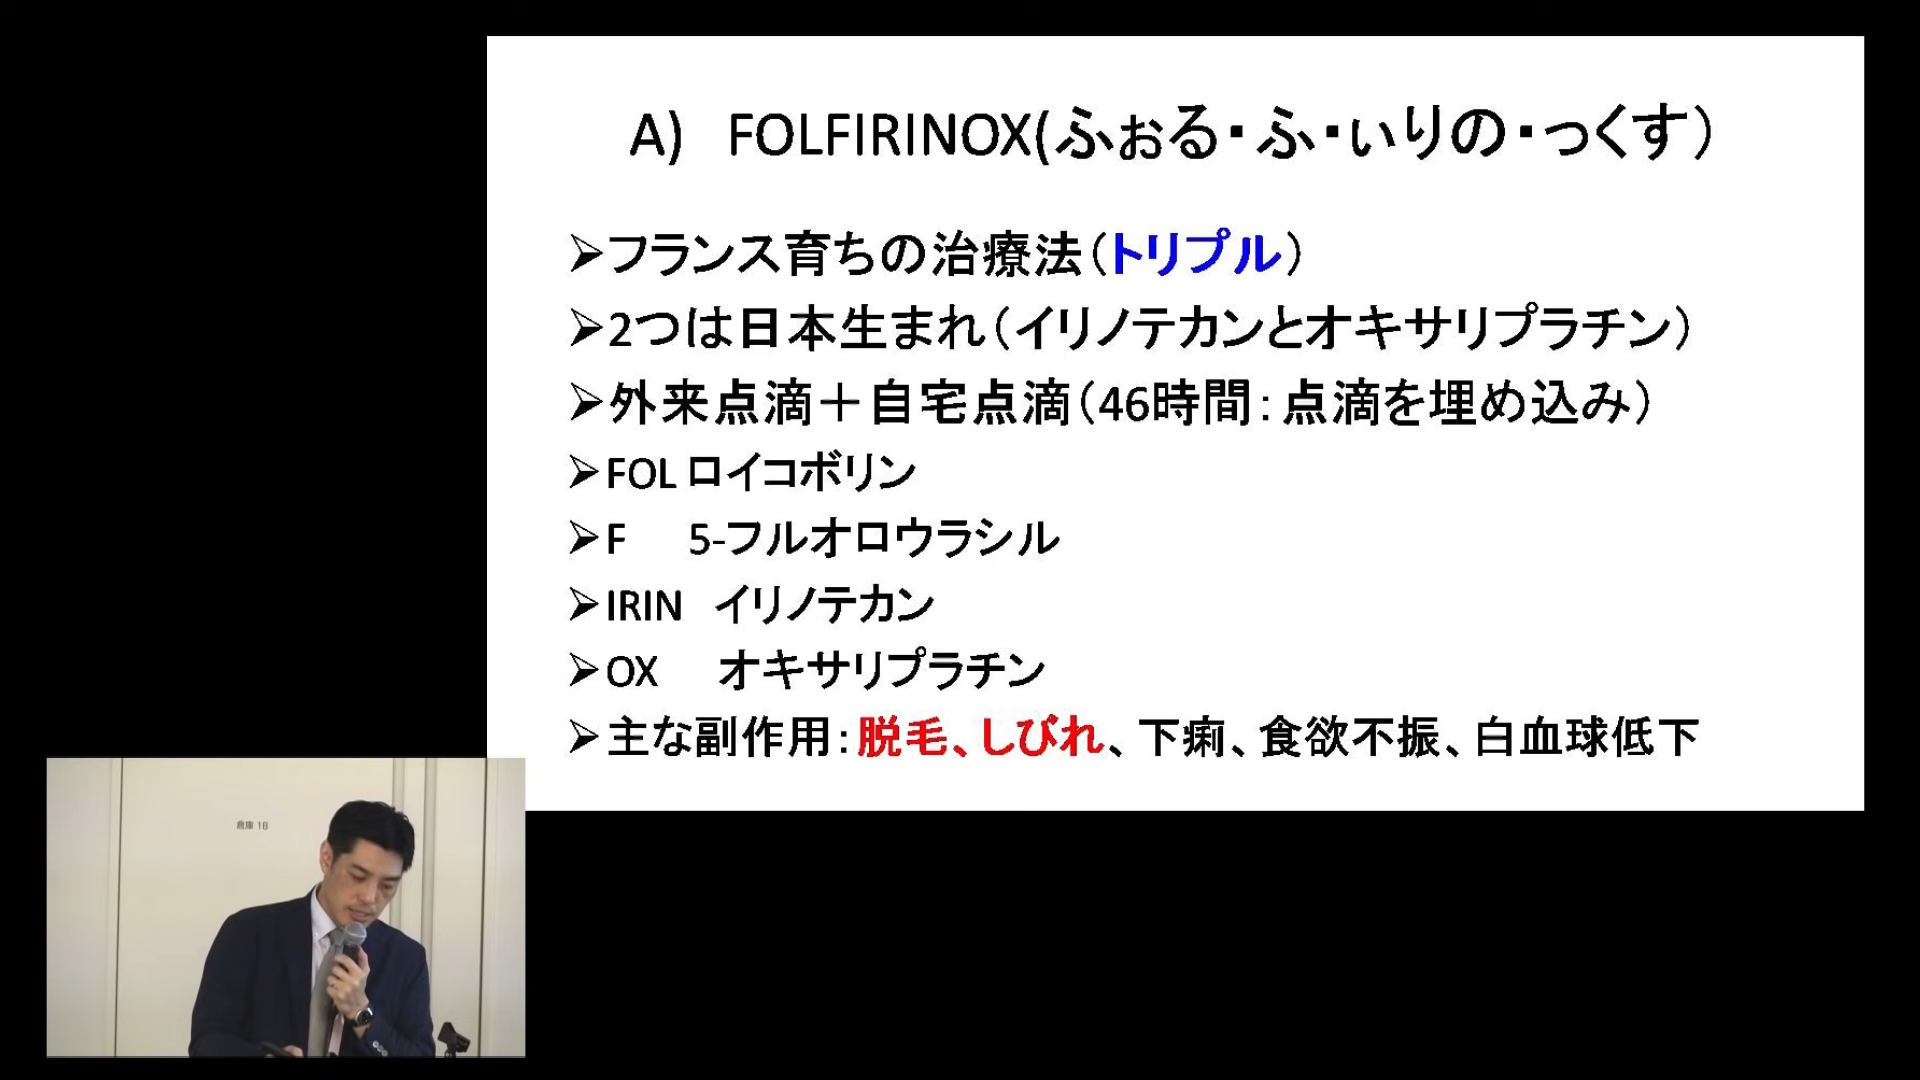 A) FOLFIRINOX(ふぉる・ふ・ぃりの・っくす）
➢フランス育ちの治療法（トリプル）
➢2つは日本生まれ（イリノテカンとオキサリプラチン）
➢外来点滴＋自宅点滴（46時間：点滴を埋め込み）
➢FOL ロイコボリン
➢F 5-フルオロウラシル
➢IRIN イリノテカン
➢OX オキサリプラチン
➢主な副作用：脱毛、しびれ、下痢、食欲不振、白血球低下
倉庫 1B